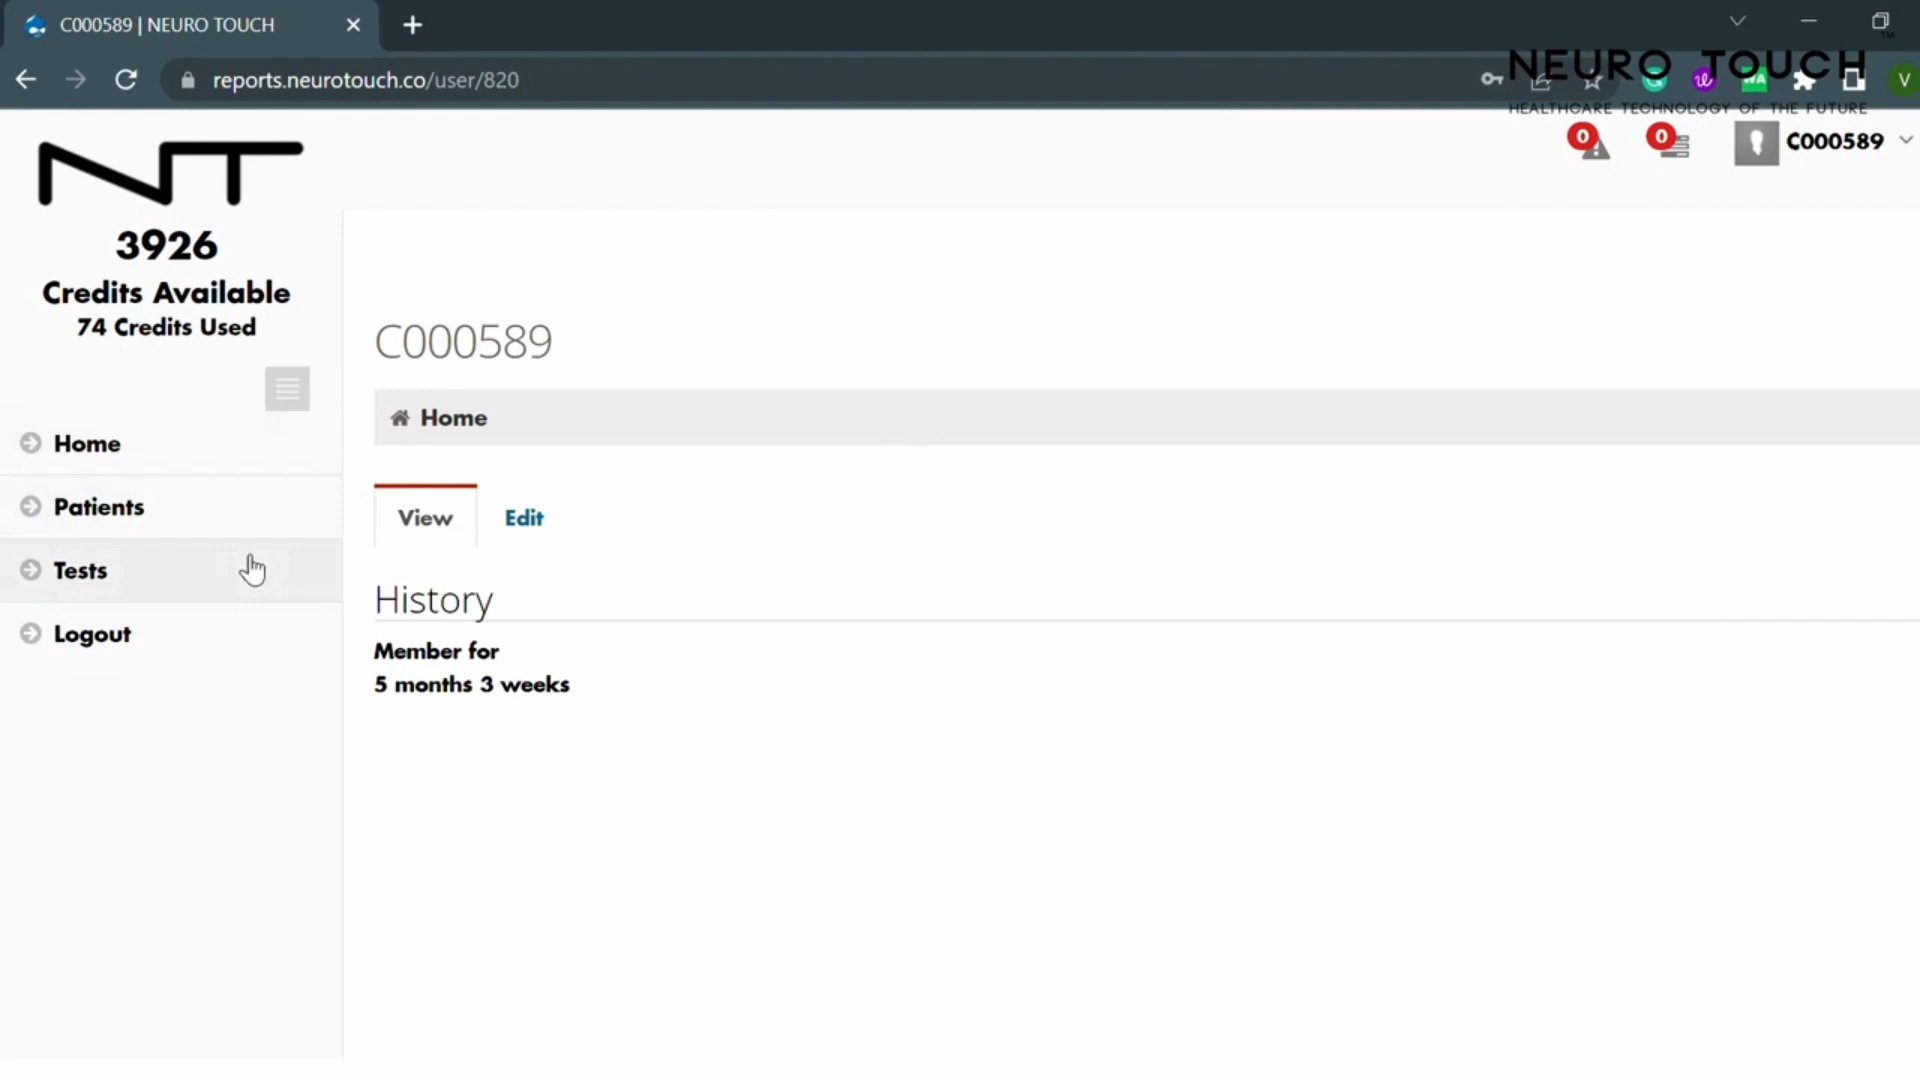 C000589 | NEURO TOUCH
reports.neurotouch.co/user/820
NEURO TOUCH
HEALTHCARE TECHNOLOGY OF THE FUTURE
V
NT
0
0
C000589
3926
Credits Available
74 Credits Used
C000589
Home
Home
Patients
Tests
Logout
View
Edit
History
Member for
5 months 3 weeks